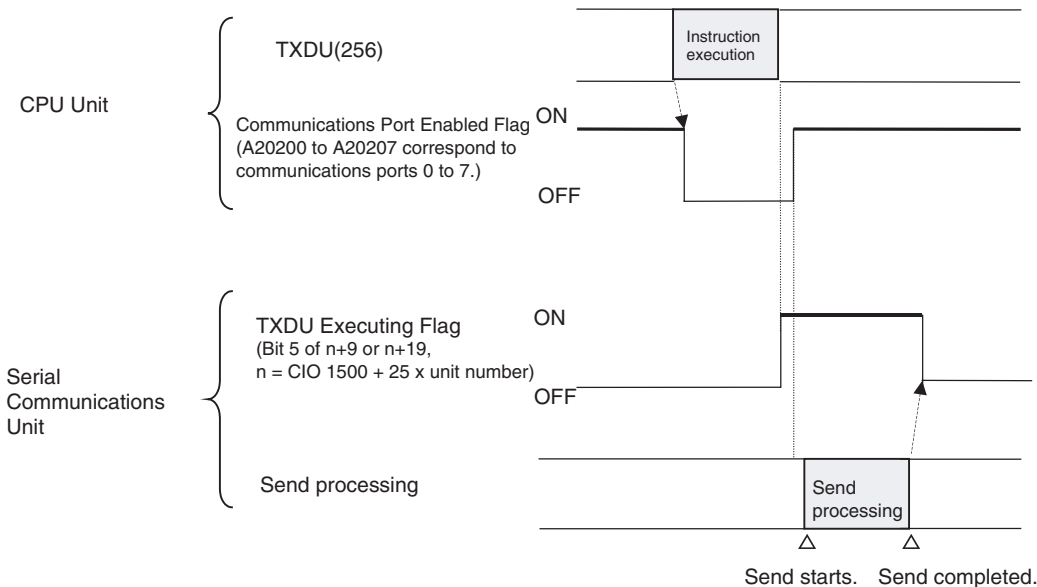 TXDU(256)
Instruction
execution
CPU Unit
Communications Port Enabled Flag
(A20200 to A20207 correspond to
communications ports 0 to 7.)
ON
OFF
TXDU Executing Flag
(Bit 5 of n+9 or n+19,
n = CIO 1500 + 25 x unit number)
ON
OFF
Serial
Communications
Unit
Send processing
Send
processing
Send starts.
Send completed.